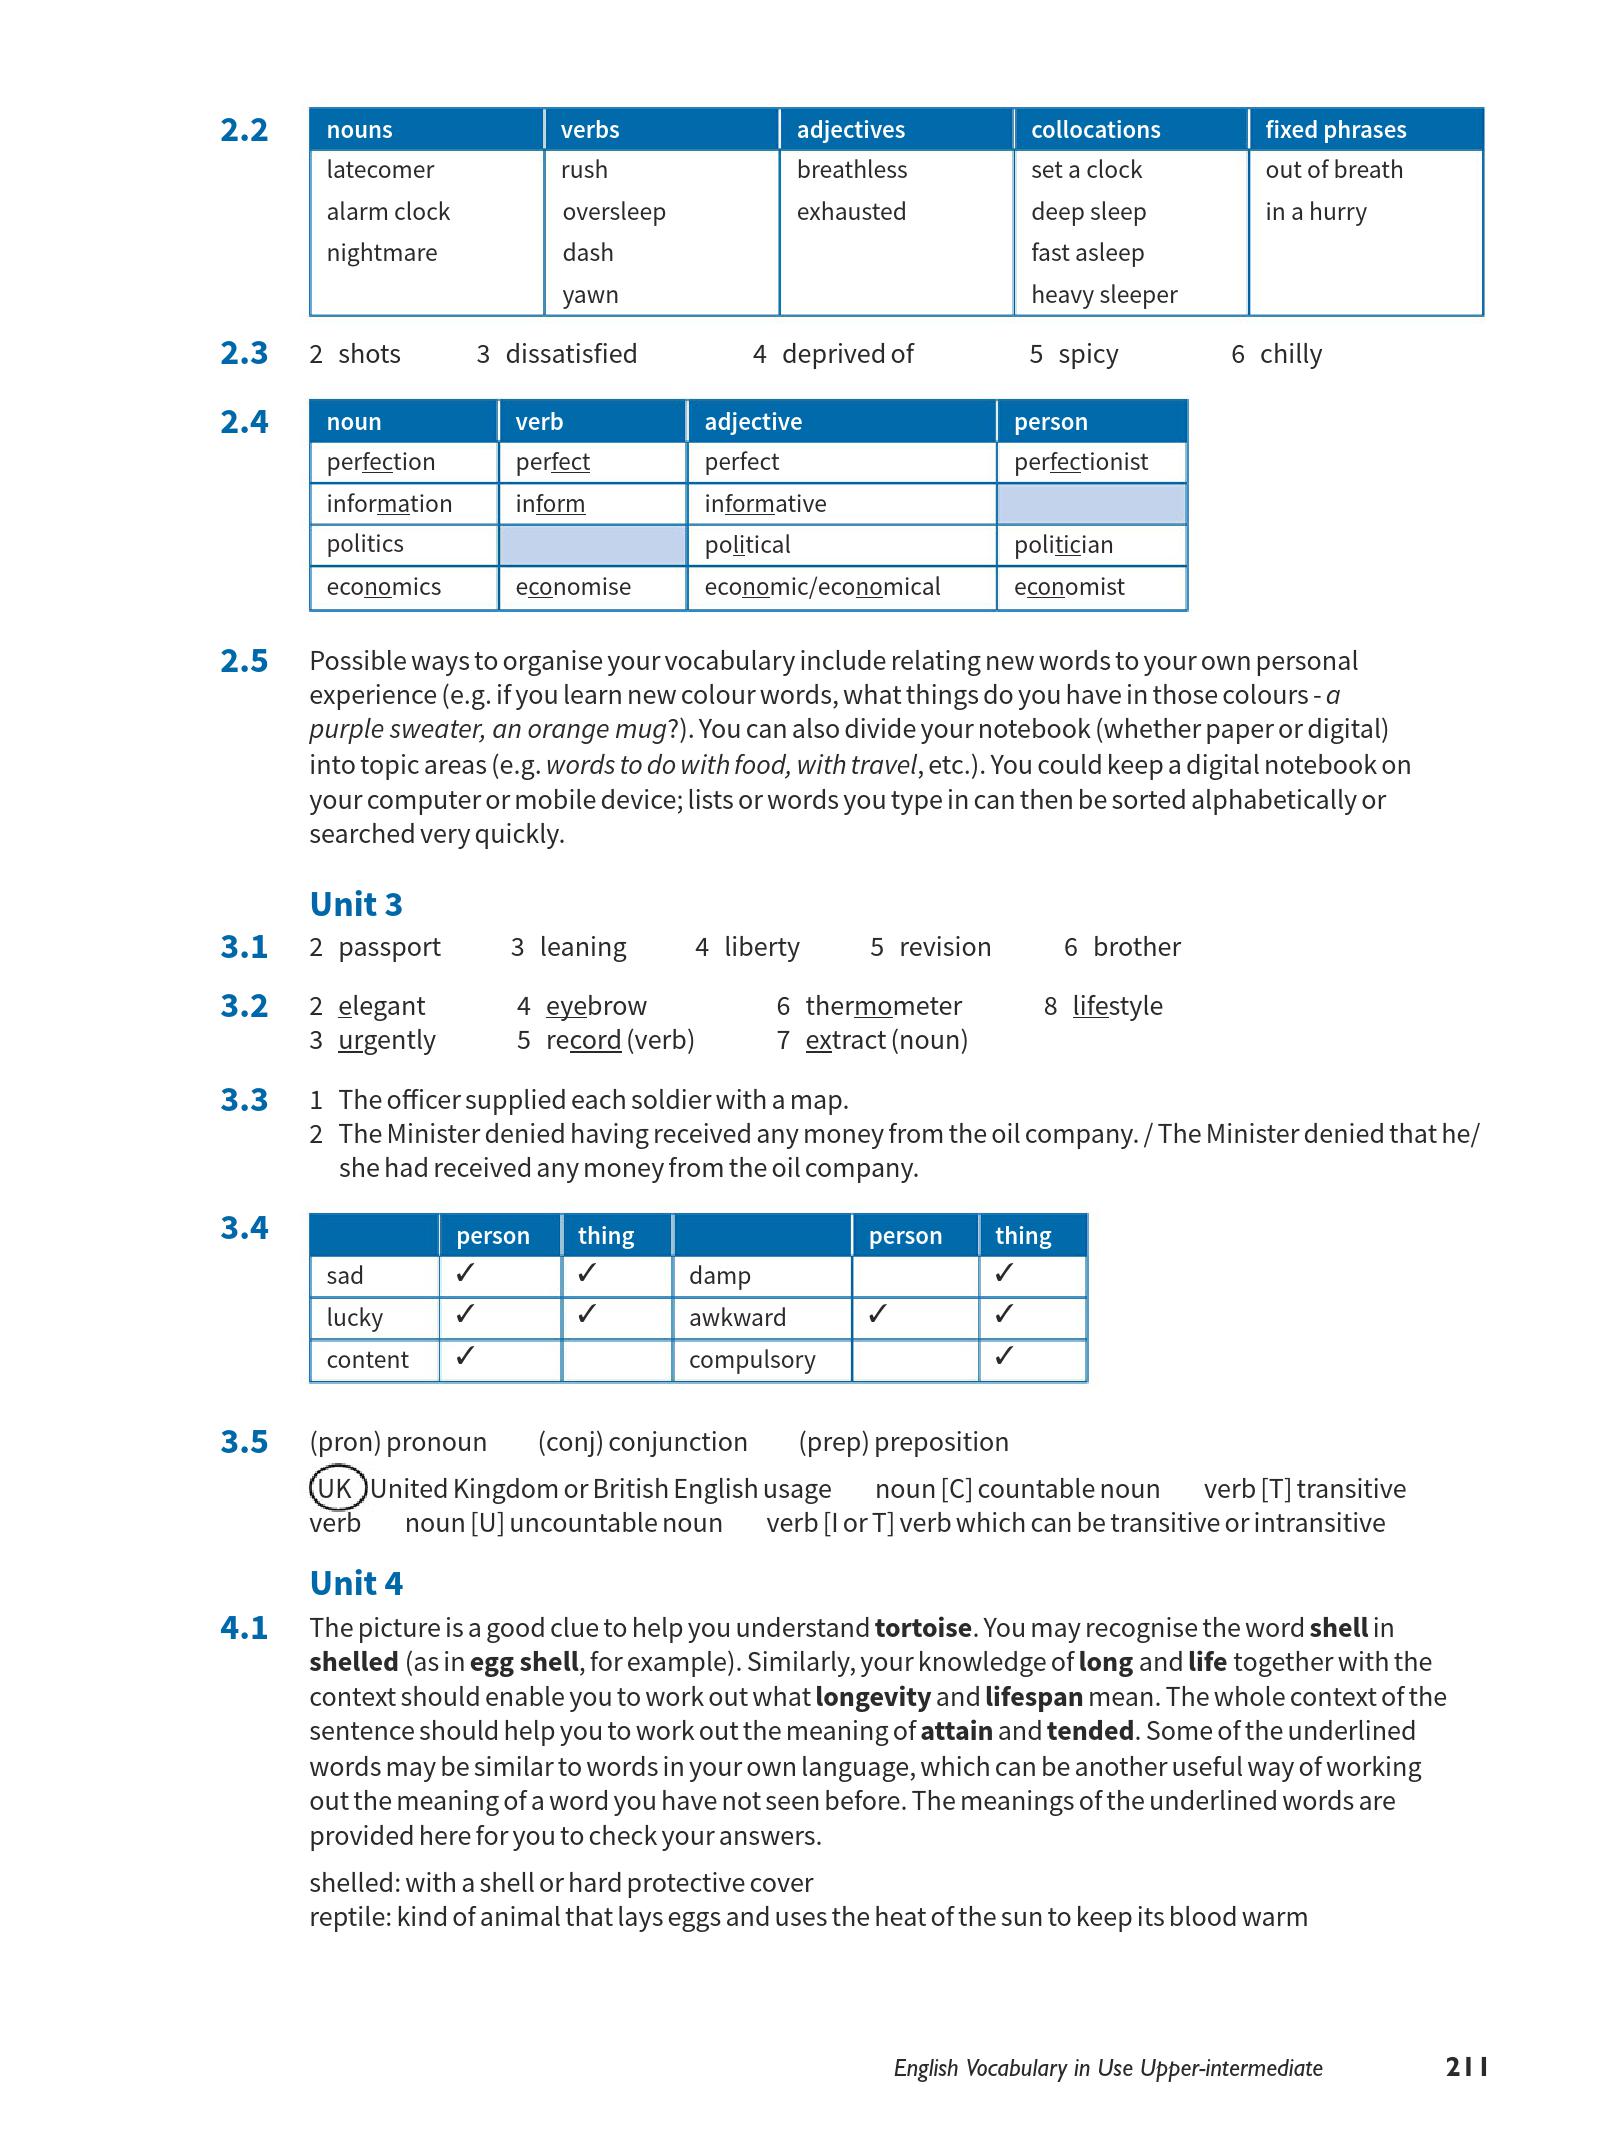 2.2 nouns verbs adjectives collocations fixed phrases
latecomer rush breathless set a clock out of breath
alarm clock oversleep exhausted deep sleep in a hurry
nightmare dash fast asleep
yawn heavy sleeper
2.3 2 shots 3 dissatisfied 4 deprived of 5 spicy 6 chilly
2.4 noun verb adjective person
perfection perfect perfect perfectionist
information inform informative
politics political politician
economics economise economic/economical economist
2.5 Possible ways to organise your vocabulary include relating new words to your own personal
experience (e.g. if you learn new colour words, what things do you have in those colours - a
purple sweater, an orange mug?). You can also divide your notebook (whether paper or digital)
into topic areas (e.g. words to do with food, with travel, etc.). You could keep a digital notebook on
your computer or mobile device; lists or words you type in can then be sorted alphabetically or
searched very quickly.
Unit 3
3.1 2 passport 3 leaning 4 liberty 5 revision 6 brother
3.2 2 elegant 4 eyebrow 6 thermometer 8 lifestyle
3 urgently 5 record (verb) 7 extract (noun)
3.3 1 The officer supplied each soldier with a map.
2 The Minister denied having received any money from the oil company. / The Minister denied that he/
she had received any money from the oil company.
3.4 person thing person thing
sad ✓ ✓ damp ✓
lucky ✓ ✓ awkward ✓ ✓
content ✓ compulsory ✓
3.5 (pron) pronoun (conj) conjunction (prep) preposition
UK United Kingdom or British English usage noun [C] countable noun verb [T] transitive
verb noun [U] uncountable noun verb [I or T] verb which can be transitive or intransitive
Unit 4
4.1 The picture is a good clue to help you understand tortoise. You may recognise the word shell in
shelled (as in egg shell, for example). Similarly, your knowledge of long and life together with the
context should enable you to work out what longevity and lifespan mean. The whole context of the
sentence should help you to work out the meaning of attain and tended. Some of the underlined
words may be similar to words in your own language, which can be another useful way of working
out the meaning of a word you have not seen before. The meanings of the underlined words are
provided here for you to check your answers.
shelled: with a shell or hard protective cover
reptile: kind of animal that lays eggs and uses the heat of the sun to keep its blood warm
English Vocabulary in Use Upper-intermediate 211